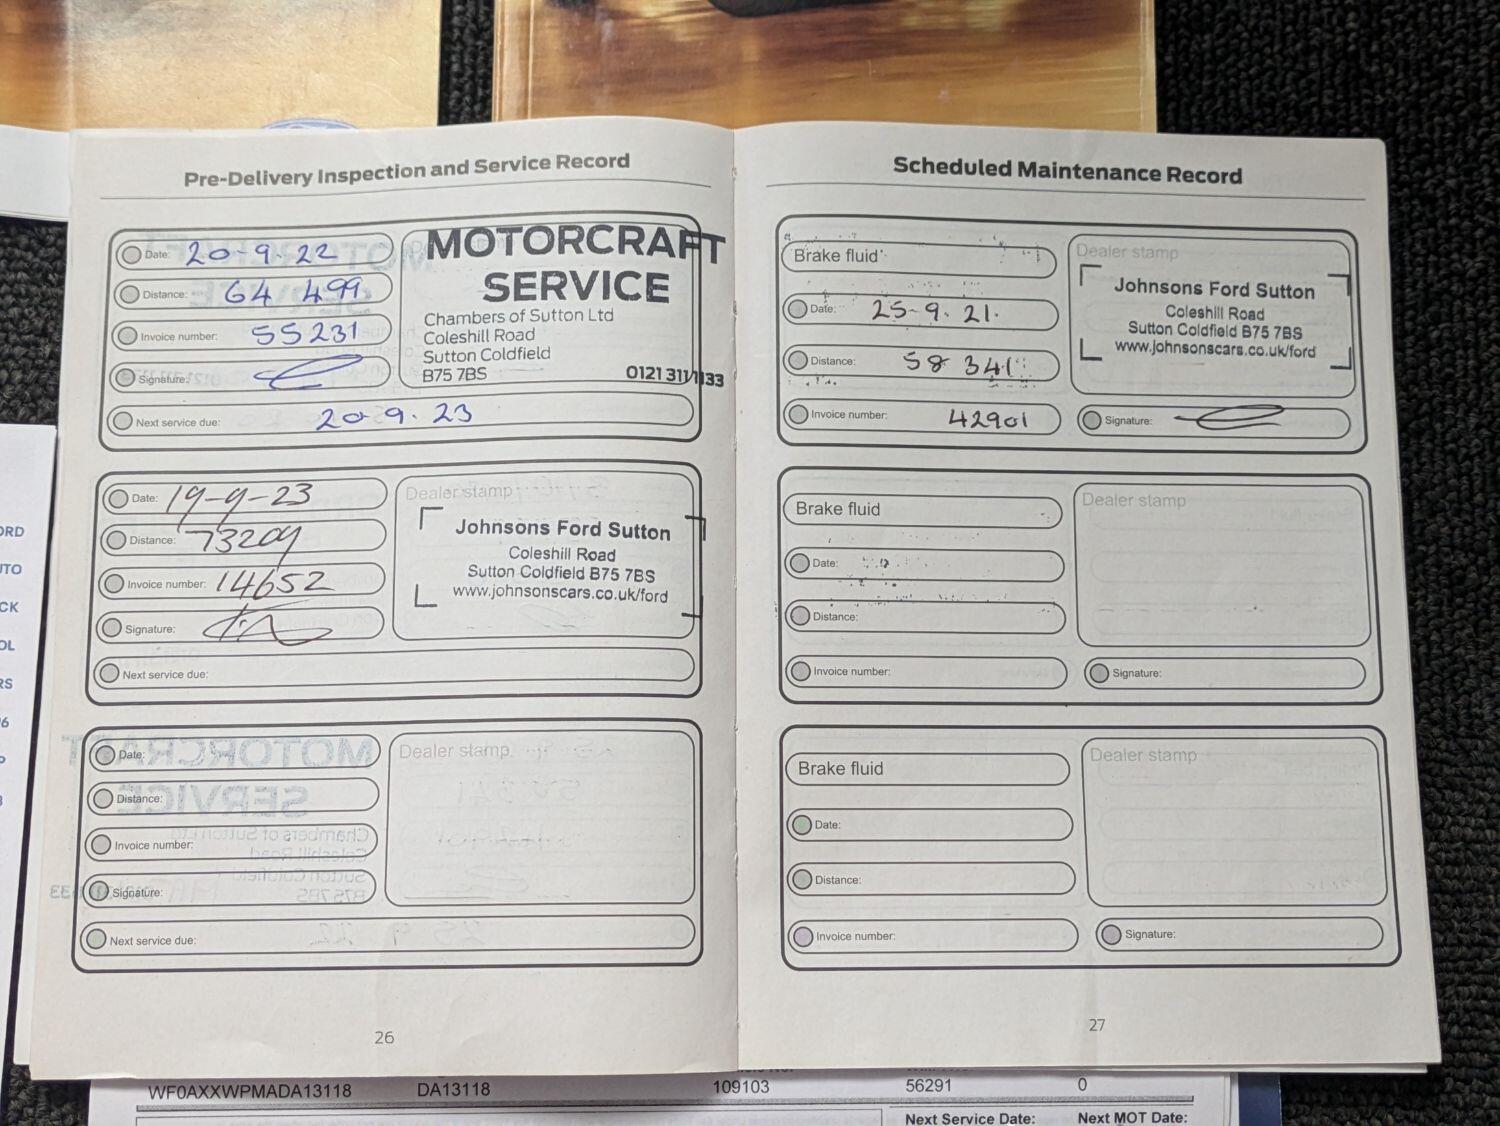 Pre-Delivery Inspection and Service Record
Date: 20-9-22
Distance: 64 499
Invoice number: 55231
Signature:
Next service due: 20.9.23
MOTORCRAFT
SERVICE
Chambers of Sutton Ltd
Coleshill Road
Sutton Coldfield
B75 7BS
Date: 19-9-23
Distance: 73209
Invoice number: 14652
Signature:
Next service due:
Dealer stamp
Johnsons Ford Sutton
Coleshill Road
Sutton Coldfield B75 7BS
www.johnsonscars.co.uk/ford
Date:
Distance:
Invoice number:
Signature:
Next service due:
Dealer stamp
26
Scheduled Maintenance Record
Brake fluid
Date: 25-9.21.
Distance: 58 341
Invoice number: 42901
Dealer stamp
Johnsons Ford Sutton
Coleshill Road
Sutton Coldfield B75 7BS
www.johnsonscars.co.uk/ford
Signature:
Brake fluid
Date:
Distance:
Invoice number:
Dealer stamp
Signature:
Brake fluid
Date:
Distance:
Invoice number:
Dealer stamp
Signature:
27
WF0AXXWPMADA13118 DA13118 109103 56291 0
Next Service Date: Next MOT Date: